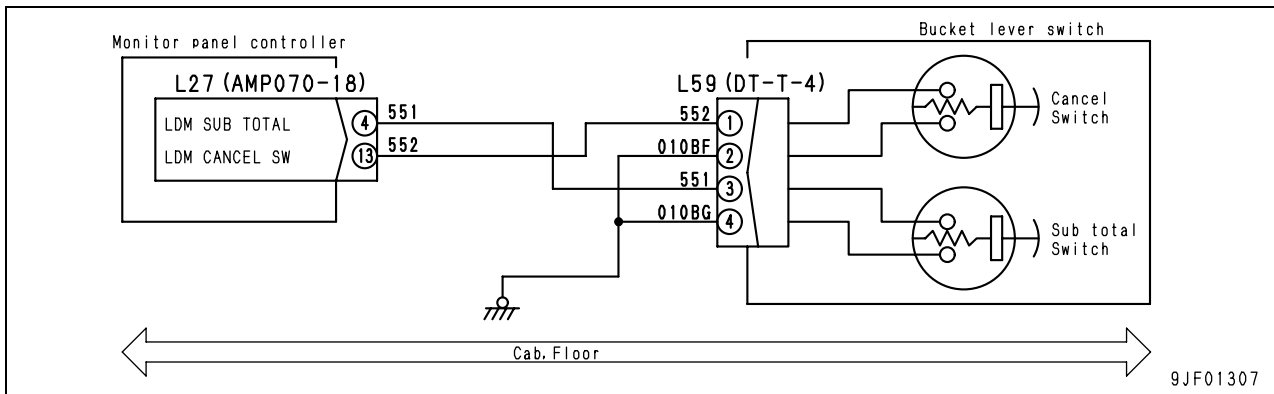 Monitor panel controller
Bucket lever switch
L27 (AMP070-18)
L59 (DT-T-4)
LDM SUB TOTAL
4
551
LDM CANCEL SW
13
552
552
1
010BF
2
551
3
010BG
4
Cancel
Switch
Sub total
Switch
Cab, Floor
9JF01307